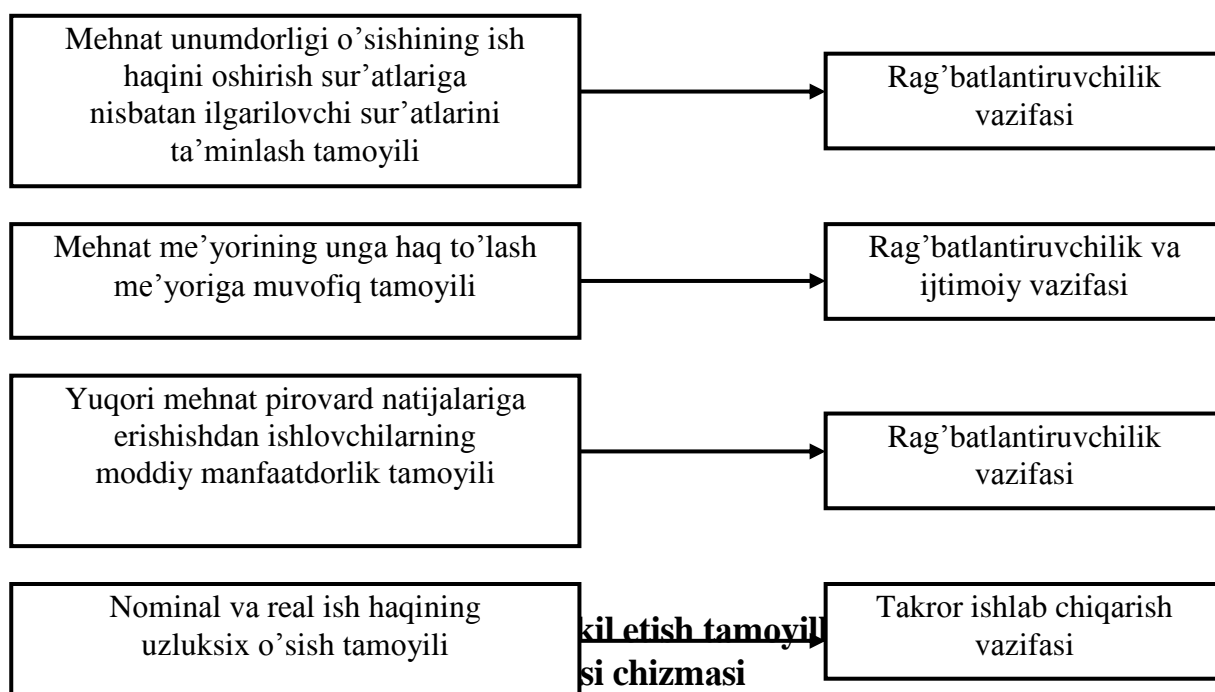 Mehnat unumdorligi o’sishining ish
haqini oshirish sur’atlariga
nisbatan ilgarilovchi sur’atlarini
ta’minlash tamoyili
Rag’batlantiruvchilik
vazifasi
Mehnat me’yorining unga haq to’lash
me’yoriga muvofiq tamoyili
Rag’batlantiruvchilik va
ijtimoiy vazifasi
Yuqori mehnat pirovard natijalariga
erishishdan ishlovchilarning
moddiy manfaatdorlik tamoyili
Rag’batlantiruvchilik
vazifasi
Nominal va real ish haqining
uzluksix o’sish tamoyili
Takror ishlab chiqarish
vazifasi
etish
chizmasi